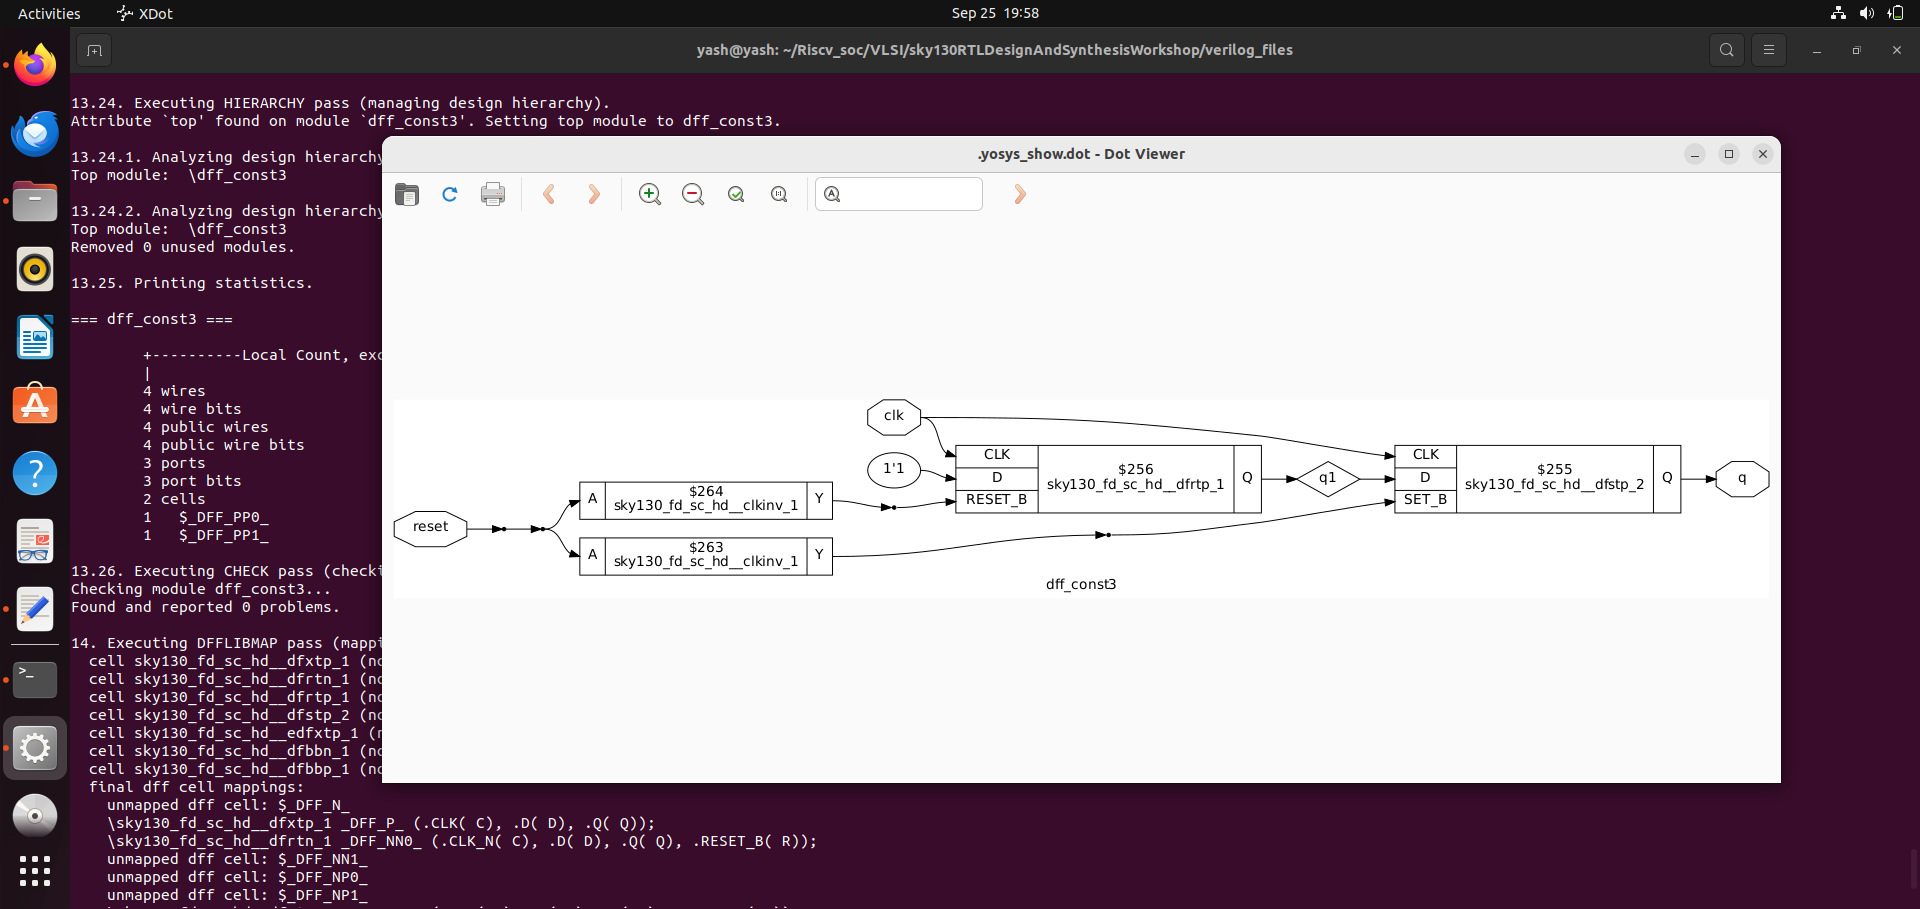 Activities
XDot
Sep 25 19:58
yash@yash: ~/Riscv_soc/VLSI/sky130RTLDesignAndSynthesisWorkshop/verilog_files
13.24. Executing HIERARCHY pass (managing design hierarchy).
Attribute `top' found on module `dff_const3'. Setting top module to dff_const3.
13.24.1. Analyzing design hierarchy
Top module:  \dff_const3
13.24.2. Analyzing design hierarchy
Top module:  \dff_const3
Removed 0 unused modules.
13.25. Printing statistics.
=== dff_const3 ===
+----------Local Count, exc
|
4 wires
4 wire bits
4 public wires
4 public wire bits
3 ports
3 port bits
2 cells
1   $_DFF_PP0_
1   $_DFF_PP1_
13.26. Executing CHECK pass (checki
Checking module dff_const3...
Found and reported 0 problems.
14. Executing DFFLIBMAP pass (mappi
cell sky130_fd_sc_hd__dfxtp_1 (no
cell sky130_fd_sc_hd__dfrtn_1 (no
cell sky130_fd_sc_hd__dfrtp_1 (no
cell sky130_fd_sc_hd__dfstp_2 (no
cell sky130_fd_sc_hd__edfxtp_1 (
cell sky130_fd_sc_hd__dfbbn_1 (no
cell sky130_fd_sc_hd__dfbbp_1 (no
final dff cell mappings:
unmapped dff cell: $_DFF_N_
\sky130_fd_sc_hd__dfxtp_1 _DFF_P_ (.CLK( C), .D( D), .Q( Q));
\sky130_fd_sc_hd__dfrtn_1 _DFF_NN0_ (.CLK_N( C), .D( D), .Q( Q), .RESET_B( R));
unmapped dff cell: $_DFF_NN1_
unmapped dff cell: $_DFF_NP0_
unmapped dff cell: $_DFF_NP1_
.yosys_show.dot - Dot Viewer
reset
A
$264
sky130_fd_sc_hd__clkinv_1
Y
A
$263
sky130_fd_sc_hd__clkinv_1
Y
clk
1'1
CLK
D
RESET_B
$256
sky130_fd_sc_hd__dfrtp_1
Q
q1
CLK
D
SET_B
$255
sky130_fd_sc_hd__dfstp_2
Q
q
dff_const3